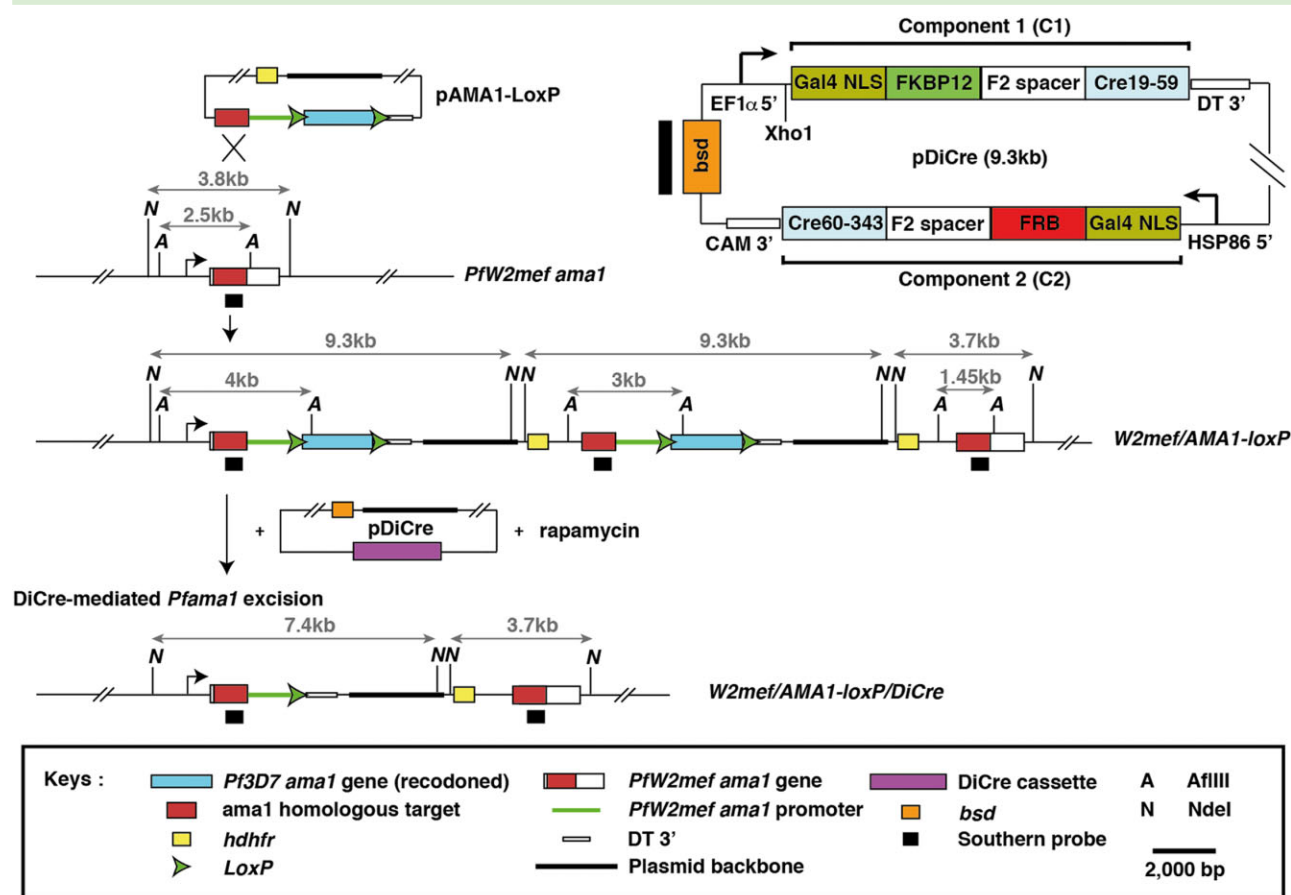 pAMA1-LoxP
3.8kb
N N
2.5kb
A A
PfW2mef ama1
Component 1 (C1)
Gal4 NLS FKBP12 F2 spacer Cre19-59
EF1α 5' DT 3'
Xho1
bsd
pDiCre (9.3kb)
Cre60-343 F2 spacer FRB Gal4 NLS
CAM 3' HSP86 5'
Component 2 (C2)
9.3kb 9.3kb 3.7kb
N NN NN N
4kb 3kb 1.45kb
A A A A A A
W2mef/AMA1-loxP
+ pDiCre + rapamycin
DiCre-mediated Pfama1 excision
7.4kb 3.7kb
N NN N
W2mef/AMA1-loxP/DiCre
Keys : Pf3D7 ama1 gene (recodoned) PfW2mef ama1 gene DiCre cassette A AflIII
ama1 homologous target PfW2mef ama1 promoter bsd N NdeI
hdhfr DT 3' Southern probe
LoxP Plasmid backbone 2,000 bp